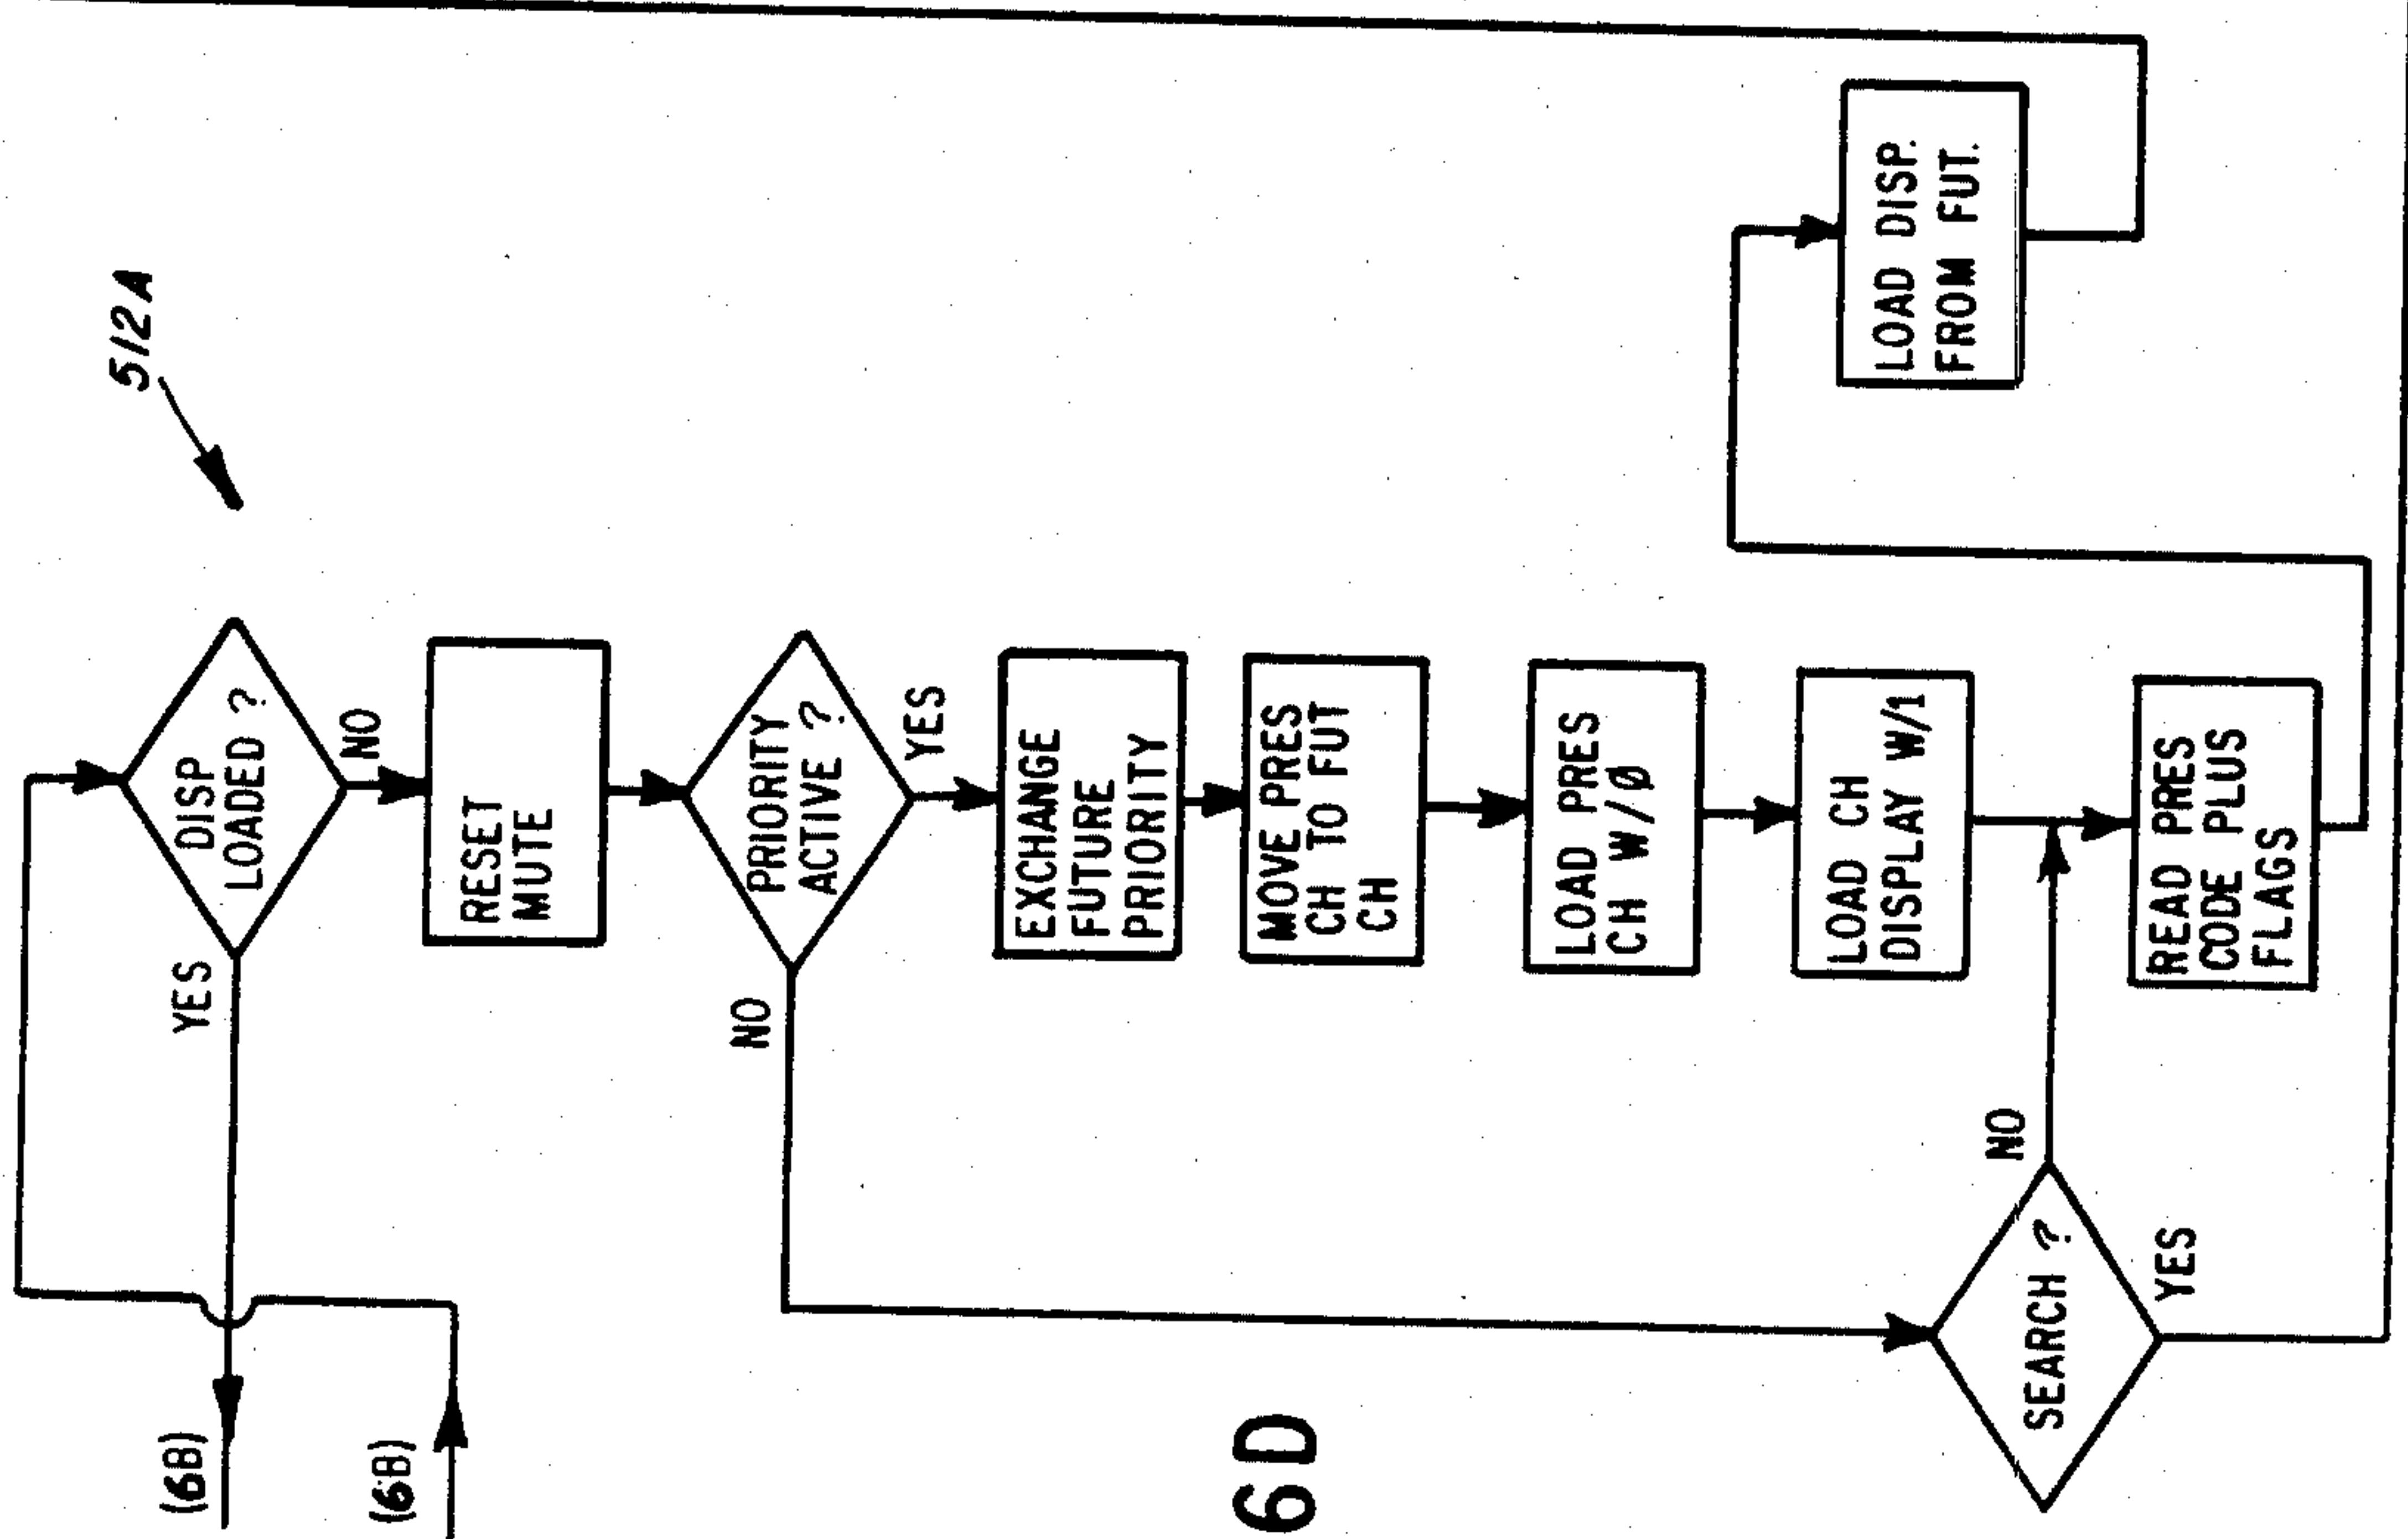 512A
(6B)
(6B)
DISP
LOADED ?
YES
NO
RESET
MUTE
PRIORITY
ACTIVE ?
NO
YES
EXCHANGE
FUTURE
PRIORITY
MOVE PRES
CH TO FUT
CH
LOAD PRES
CH W/Ø
LOAD CH
DISPLAY W/1
SEARCH ?
NO
YES
READ PRES
CODE PLUS
FLAGS
LOAD DISP.
FROM FUT.
6D